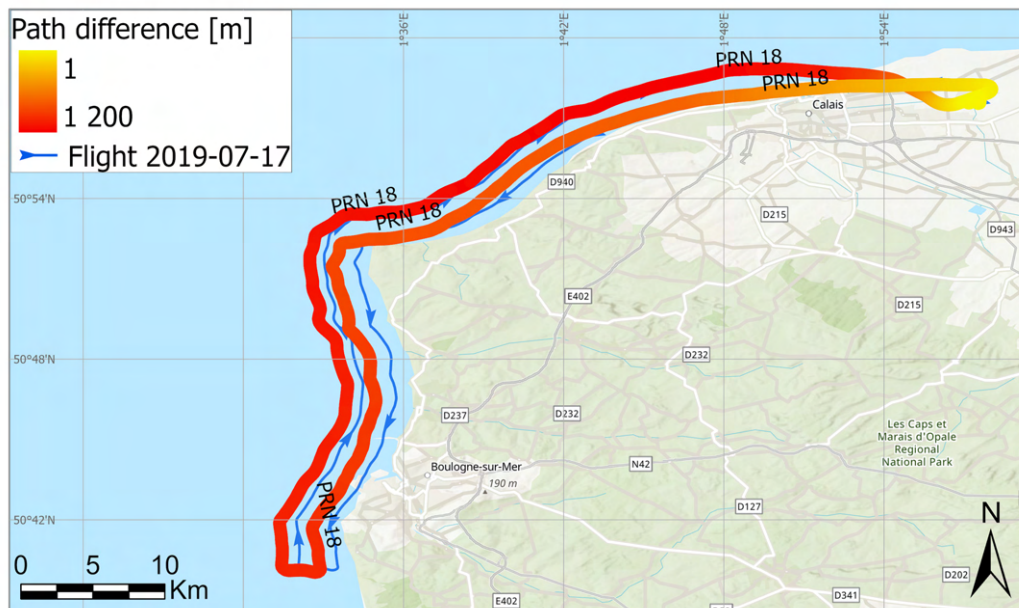 Path difference [m]
1
1 200
Flight 2019-07-17
1°36'E
1°42'E
1°48'E
1°54'E
PRN 18
PRN 18
Calais
50°54'N
D940
PRN 18
PRN 18
D215
D943
E402
D215
50°48'N
D232
D237
D232
Les Caps et
Marais d'Opale
Regional
National Park
Boulogne-sur-Mer
N42
190 m
PRN 18
50°42'N
D127
N
0 5 10
Km
D202
D341
E402